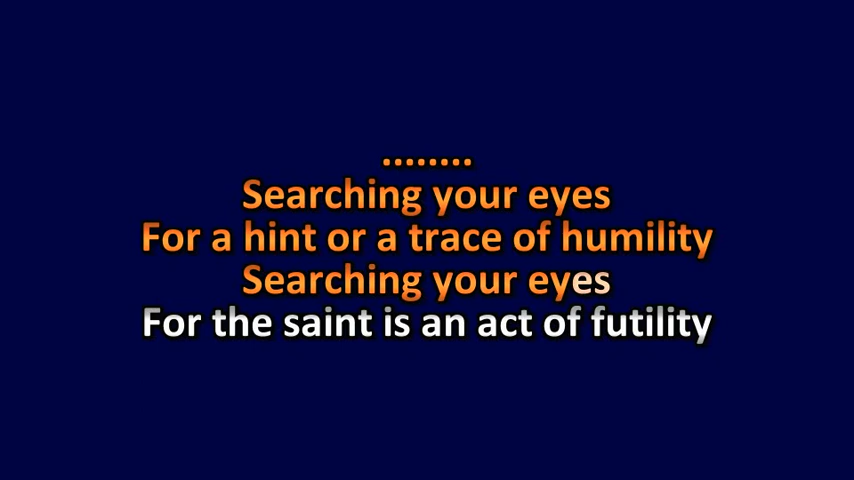 ........
Searching your eyes
For a hint or a trace of humility
Searching your eyes
For the saint is an act of futility